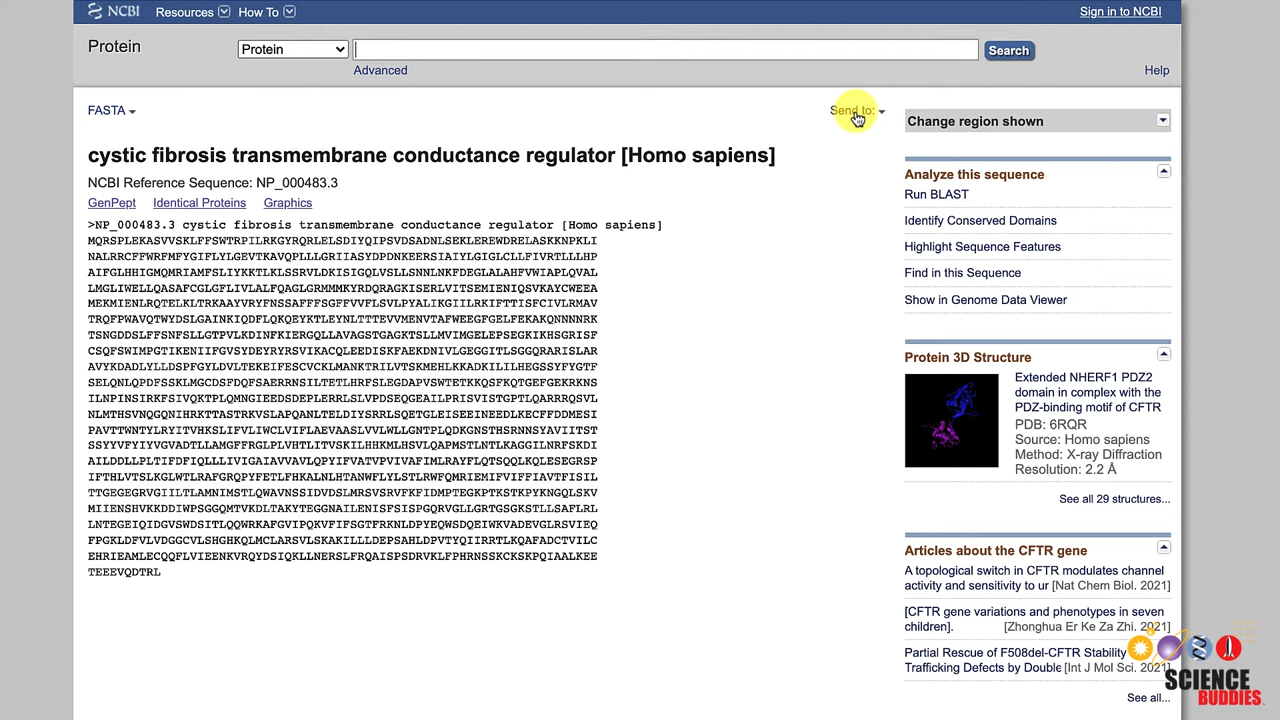 NCBI Resources How To Sign in to NCBI
Protein Protein Search
Advanced Help
FASTA Send to:
cystic fibrosis transmembrane conductance regulator [Homo sapiens]
NCBI Reference Sequence: NP_000483.3
GenPept Identical Proteins Graphics
>NP_000483.3 cystic fibrosis transmembrane conductance regulator [Homo sapiens]
MQRSPLEKASVVSKLFFSWTRPILRKGYRQRLELSDIYQIPSVDSADNLSEKLEREWDRELASKKNPKLI
NALRRCFFWRFMFYGIFLYLGEVTKAVQPLLLGRIIASYDPDNKEERSIAIYLGIGLCLLFIVRTLLLHP
AIFGLHHIGMQMRIAMFSLIYKKTLKLSSRVLDKISIGQLVSLLSNNLNKFDEGLALAHFVWIAPLQVAL
LMGLIWELLQASAFCGLGFLIVLALFQAGLGRMMMKYRDQRAGKISERLVITSEMIENIQSVKAYCWEEA
MEKMIENLRQTELKLTRKAAYVRYFNSSAFFFSGFFVVFLSVLPYALIKGIILRKIFTTISFCIVLRMAV
TRQFPWAVQTWYDSLGAINKIQDFLQKQEYKTLEYNLTTTEVVMENVTAFWEEGFGELFEKAKQNNNNRK
TSNGDDSLFFSNFSLLGTPVLKDINFKIERGQLLAVAGSTGAGKTSLLMVIMGELEPSEGKIKHSGRISF
CSQFSWIMPGTIKENIIFGVSYDEYRYRSVIKACQLEEDISKFAEKDNIVLGEGGITLSGGQRARISLAR
AVYKDADLYLLDSPFGYLDVLTEKEIFESCVCKLMANKTRILVTSKMEHLKKADKILILHEGSSYFYGTF
SELQNLQPDFSSKLMGCDSFDQFSAERRNSILTETLHRFSLEGDAPVSWTETKKQSFKQTGEFGEKRKNS
ILNPINSIRKFSIVQKTPLQMNGIEEDSDEPLERRLSLVPDSEQGEAILPRISVISTGPTLQARRRQSVL
NLMTHSVNQGQNIHRKTTASTRKVSLAPQANLTELDIYSRRLSQETGLEISEEINEEDLKECFFDDMESI
PAVTTWNTYLRYITVHKSLIFVLIWCLVIFLAEVAASLVVLWLLGNTPLQDKGNSTHSRNNSYAVIITST
SSYYVFYIYVGVADTLLAMGFFRGLPLVHTLITVSKILHHKMLHSVLQAPMSTLNTLKAGGILNRFSKDI
AILDDLLPLTIFDFIQLLLIVIGAIAVVAVLQPYIFVATVPVIVAFIMLRAYFLQTSQQLKQLESEGRSP
IFTHLVTSLKGLWTLRAFGRQPYFETLFHKALNLHTANWFLYLSTLRWFQMRIEMIFVIFFIAVTFISIL
TTGEGEGRVGIILTLAMNIMSTLQWAVNSSIDVDSLMRSVSRVFKFIDMPTEGKPTKSTKPYKNGQLSKV
MIIENSHVKKDDIWPSGGQMTVKDLTAKYTEGGNAILENISFSISPGQRVGLLGRTGSGKSTLLSAFLRL
LNTEGEIQIDGVSWDSITLQQWRKAFGVIPQKVFIFSGTFRKNLDPYEQWSDQEIWKVADEVGLRSVIEQ
FPGKLDFVLVDGGCVLSHGHKQLMCLARSVLSKAKILLLDEPSAHLDPVTYQIIRRTLKQAFADCTVILC
EHRIEAMLECQQFLVIEENKVRQYDSIQKLLNERSLFRQAISPSDRVKLFPHRNSSKCKSKPQIAALKEE
TEEEVQDTRL
Change region shown
Analyze this sequence
Run BLAST
Identify Conserved Domains
Highlight Sequence Features
Find in this Sequence
Show in Genome Data Viewer
Protein 3D Structure
Extended NHERF1 PDZ2
domain in complex with the
PDZ-binding motif of CFTR
PDB: 6RQR
Source: Homo sapiens
Method: X-ray Diffraction
Resolution: 2.2 Å
See all 29 structures...
Articles about the CFTR gene
A topological switch in CFTR modulates channel
activity and sensitivity to ur [Nat Chem Biol. 2021]
[CFTR gene variations and phenotypes in seven
children]. [Zhonghua Er Ke Za Zhi. 2021]
Partial Rescue of F508del-CFTR Stability
Trafficking Defects by Double [Int J Mol Sci. 2021]
See all...
SCIENCE
BUDDIES